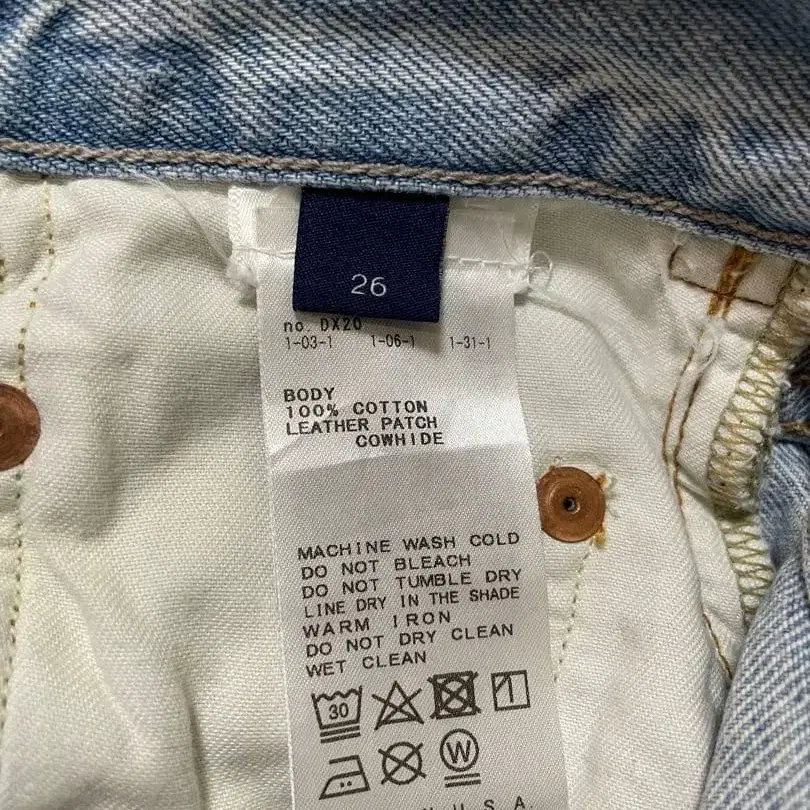 26
no. DX20
1-03-1 1-06-1 1-31-1
BODY
100% COTTON
LEATHER PATCH
COWHIDE
MACHINE WASH COLD
DO NOT BLEACH
DO NOT TUMBLE DRY
LINE DRY IN THE SHADE
WARM IRON
DO NOT DRY CLEAN
WET CLEAN
30
W
U.S.A.